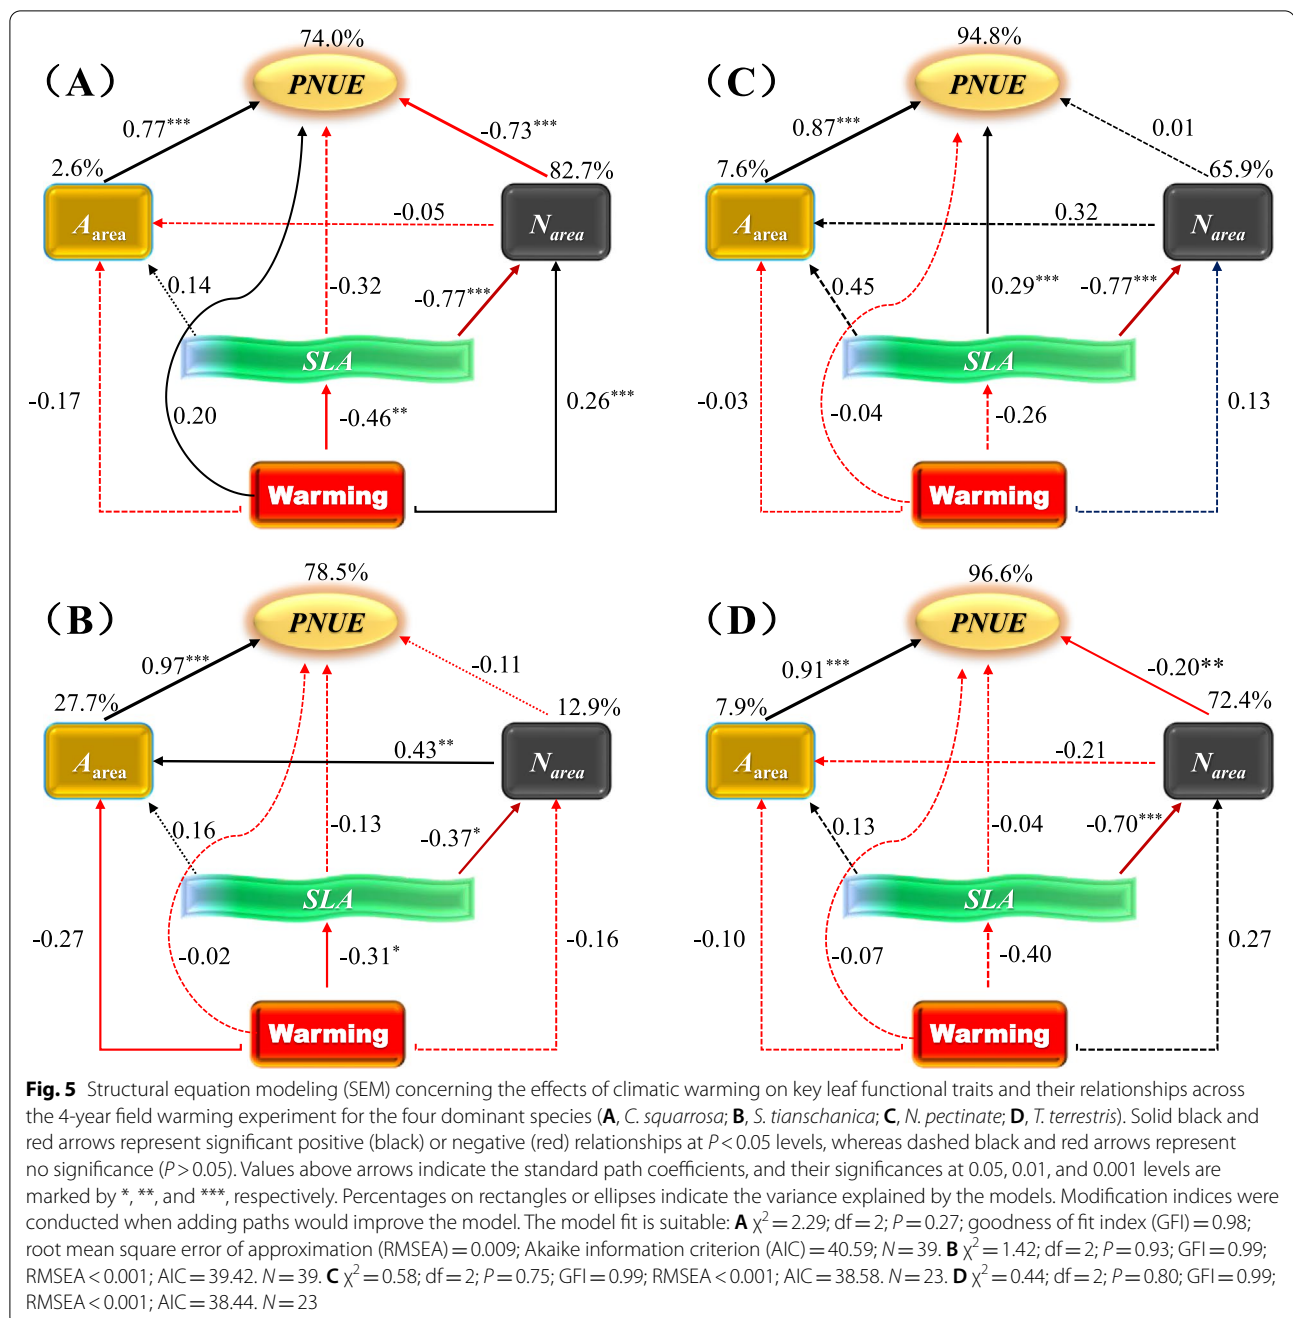 (A)
74.0%
PNUE
0.77***
-0.73***
2.6%
82.7%
Aarea
Narea
-0.05
0.14
-0.32
-0.77***
SLA
-0.17
0.20
-0.46**
0.26***
Warming
(C)
94.8%
PNUE
0.87***
0.01
7.6%
65.9%
Aarea
Narea
0.32
0.45
0.29***
-0.77***
SLA
-0.03
-0.04
-0.26
0.13
Warming
(B)
78.5%
PNUE
0.97***
-0.11
27.7%
12.9%
Aarea
Narea
0.43**
0.16
-0.13
-0.37*
SLA
-0.27
-0.02
-0.31*
-0.16
Warming
(D)
96.6%
PNUE
0.91***
-0.20**
7.9%
72.4%
Aarea
Narea
-0.21
0.13
-0.04
-0.70***
SLA
-0.10
-0.07
-0.40
0.27
Warming
Fig. 5 Structural equation modeling (SEM) concerning the effects of climatic warming on key leaf functional traits and their relationships across
the 4-year field warming experiment for the four dominant species (A, C. squarrosa; B, S. tianschanica; C, N. pectinate; D, T. terrestris). Solid black and
red arrows represent significant positive (black) or negative (red) relationships at P < 0.05 levels, whereas dashed black and red arrows represent
no significance (P > 0.05). Values above arrows indicate the standard path coefficients, and their significances at 0.05, 0.01, and 0.001 levels are
marked by *, **, and ***, respectively. Percentages on rectangles or ellipses indicate the variance explained by the models. Modification indices were
conducted when adding paths would improve the model. The model fit is suitable: A χ² = 2.29; df = 2; P = 0.27; goodness of fit index (GFI) = 0.98;
root mean square error of approximation (RMSEA) = 0.009; Akaike information criterion (AIC) = 40.59; N = 39. B χ² = 1.42; df = 2; P = 0.93; GFI = 0.99;
RMSEA < 0.001; AIC = 39.42. N = 39. C χ² = 0.58; df = 2; P = 0.75; GFI = 0.99; RMSEA < 0.001; AIC = 38.58. N = 23. D χ² = 0.44; df = 2; P = 0.80; GFI = 0.99;
RMSEA < 0.001; AIC = 38.44. N = 23